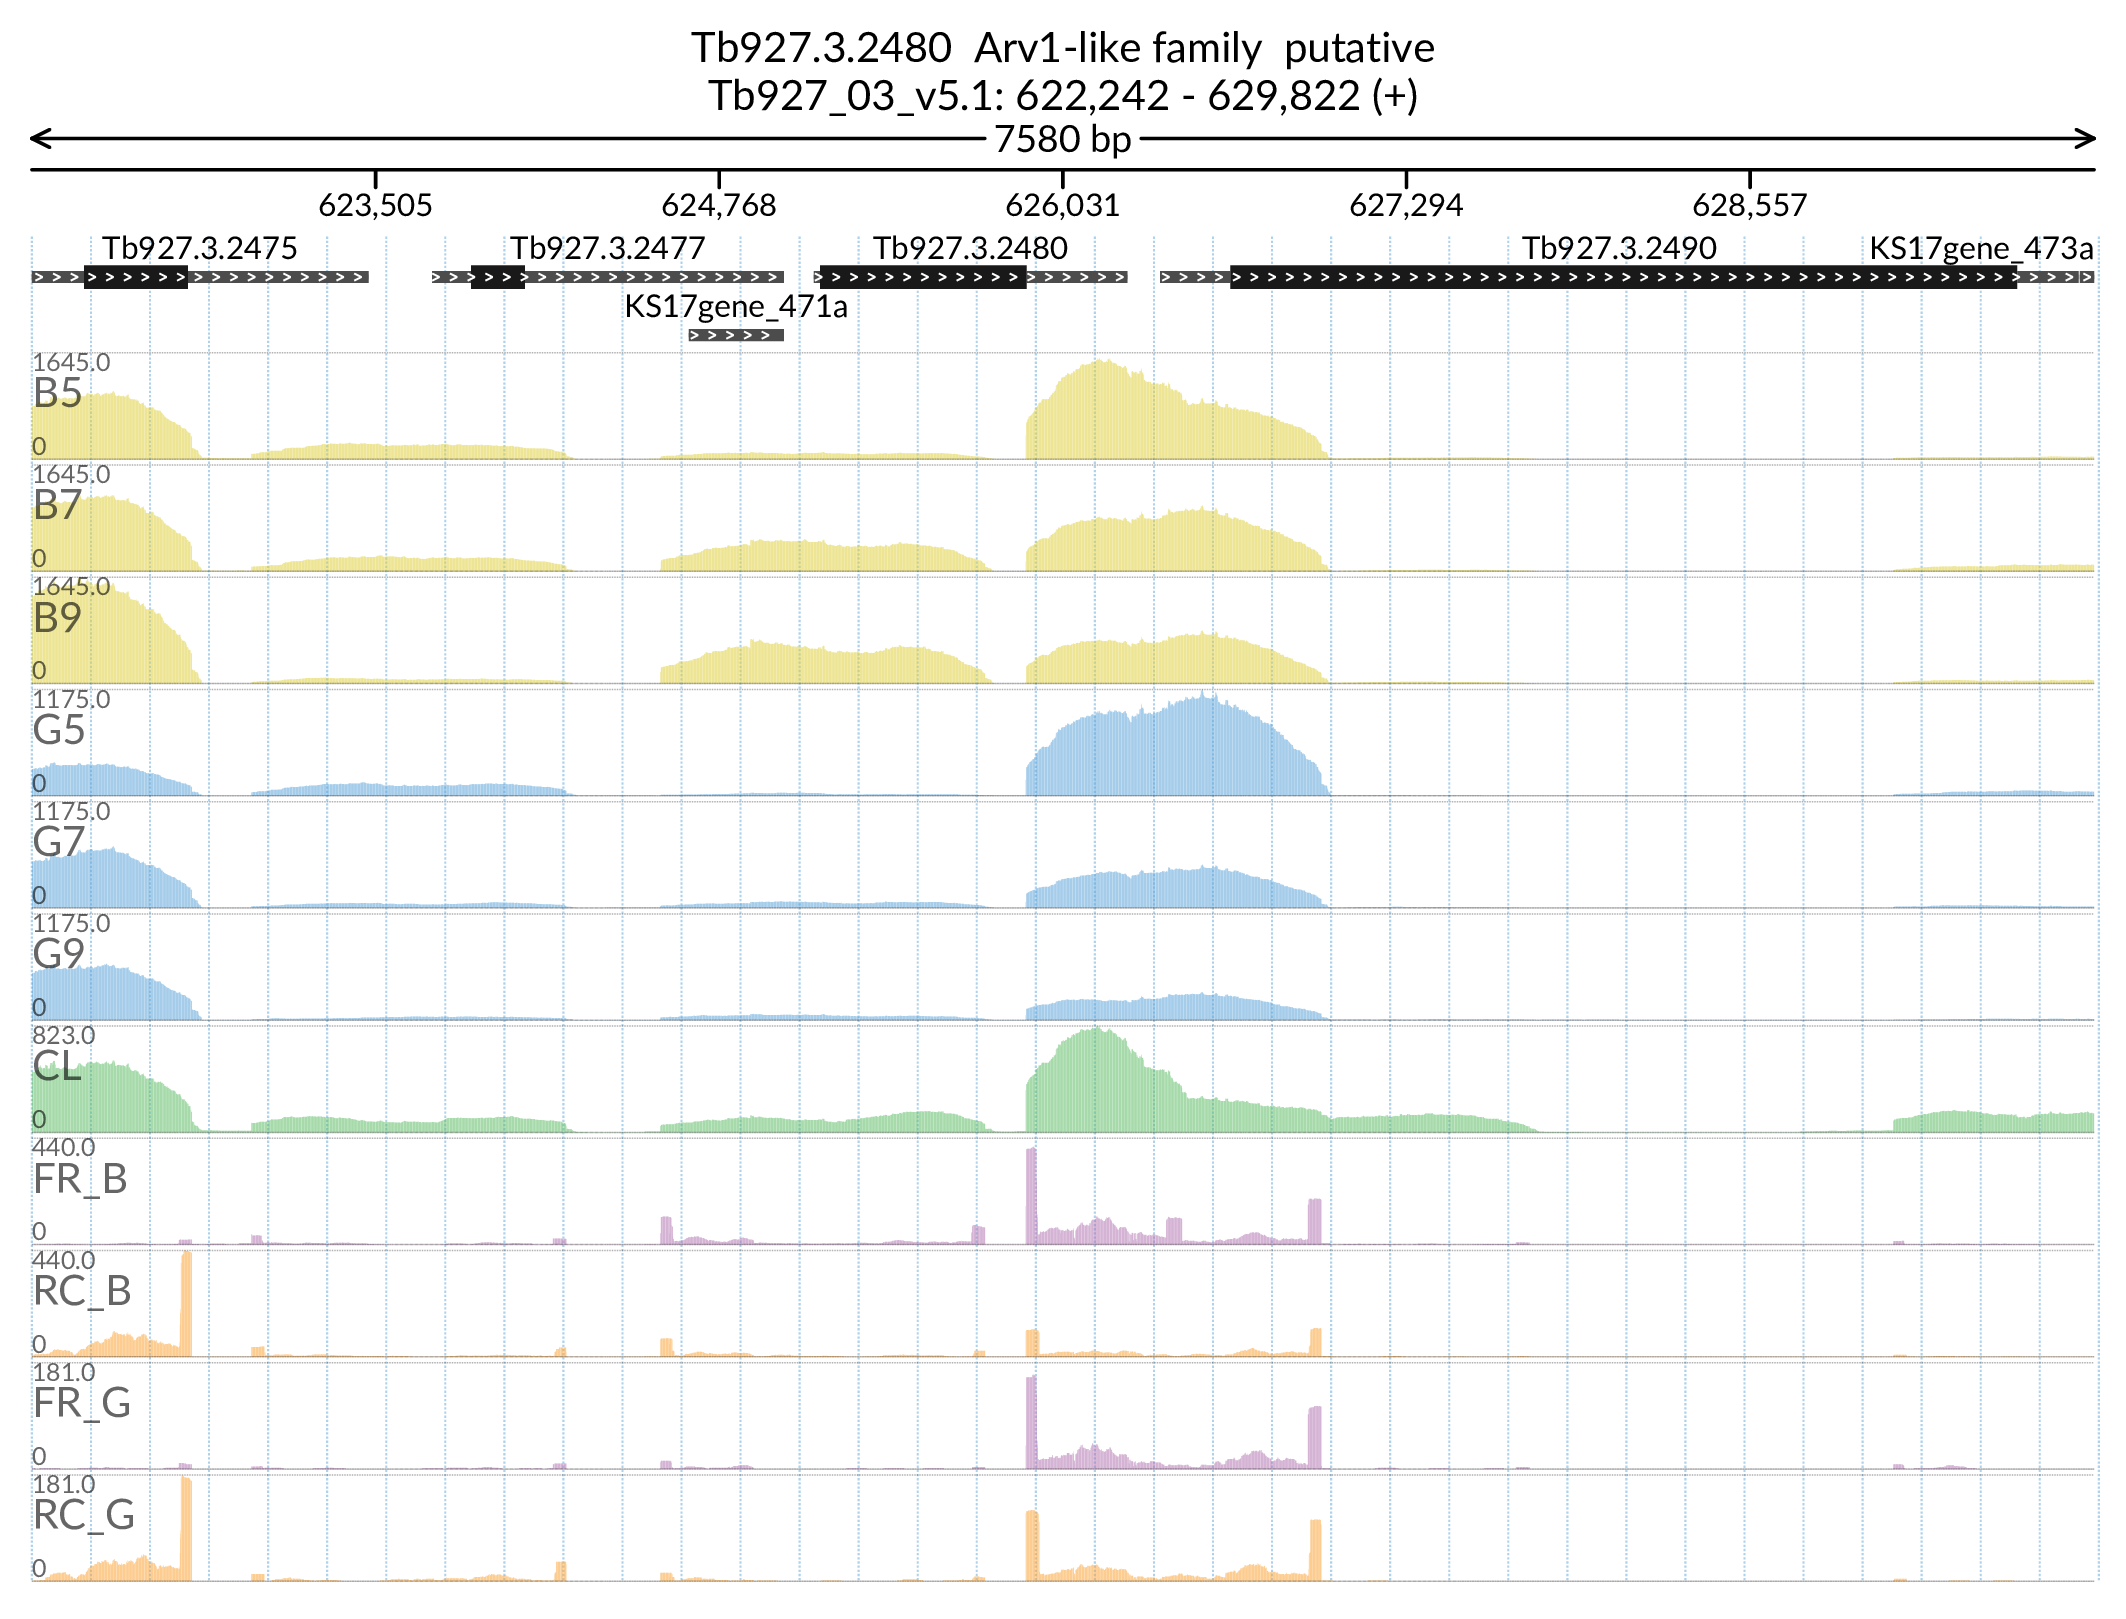 Tb927.3.2480 Arv1-like family putative
Tb927_03_v5.1: 622,242 - 629,822 (+)
7580 bp
623,505 624,768 626,031 627,294 628,557
Tb927.3.2475 Tb927.3.2477 Tb927.3.2480 Tb927.3.2490 KS17gene_473a
KS17gene_471a
1645.0
B5
0
1645.0
B7
0
1645.0
B9
0
1175.0
G5
0
1175.0
G7
0
1175.0
G9
0
823.0
CL
0
440.0
FR_B
0
440.0
RC_B
0
181.0
FR_G
0
181.0
RC_G
0